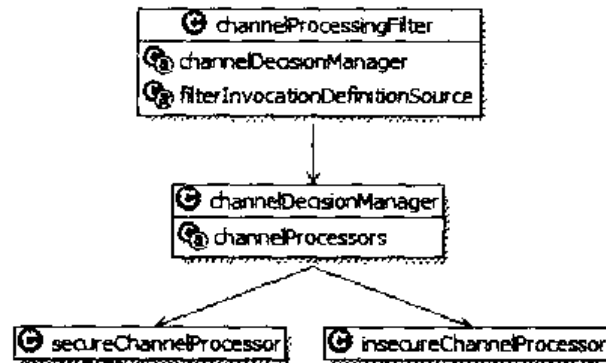 channelProcessingFilter
channelDecisionManager
filterInvocationDefinitionSource
channelDecisionManager
channelProcessors
secureChannelProcessor
insecureChannelProcessor